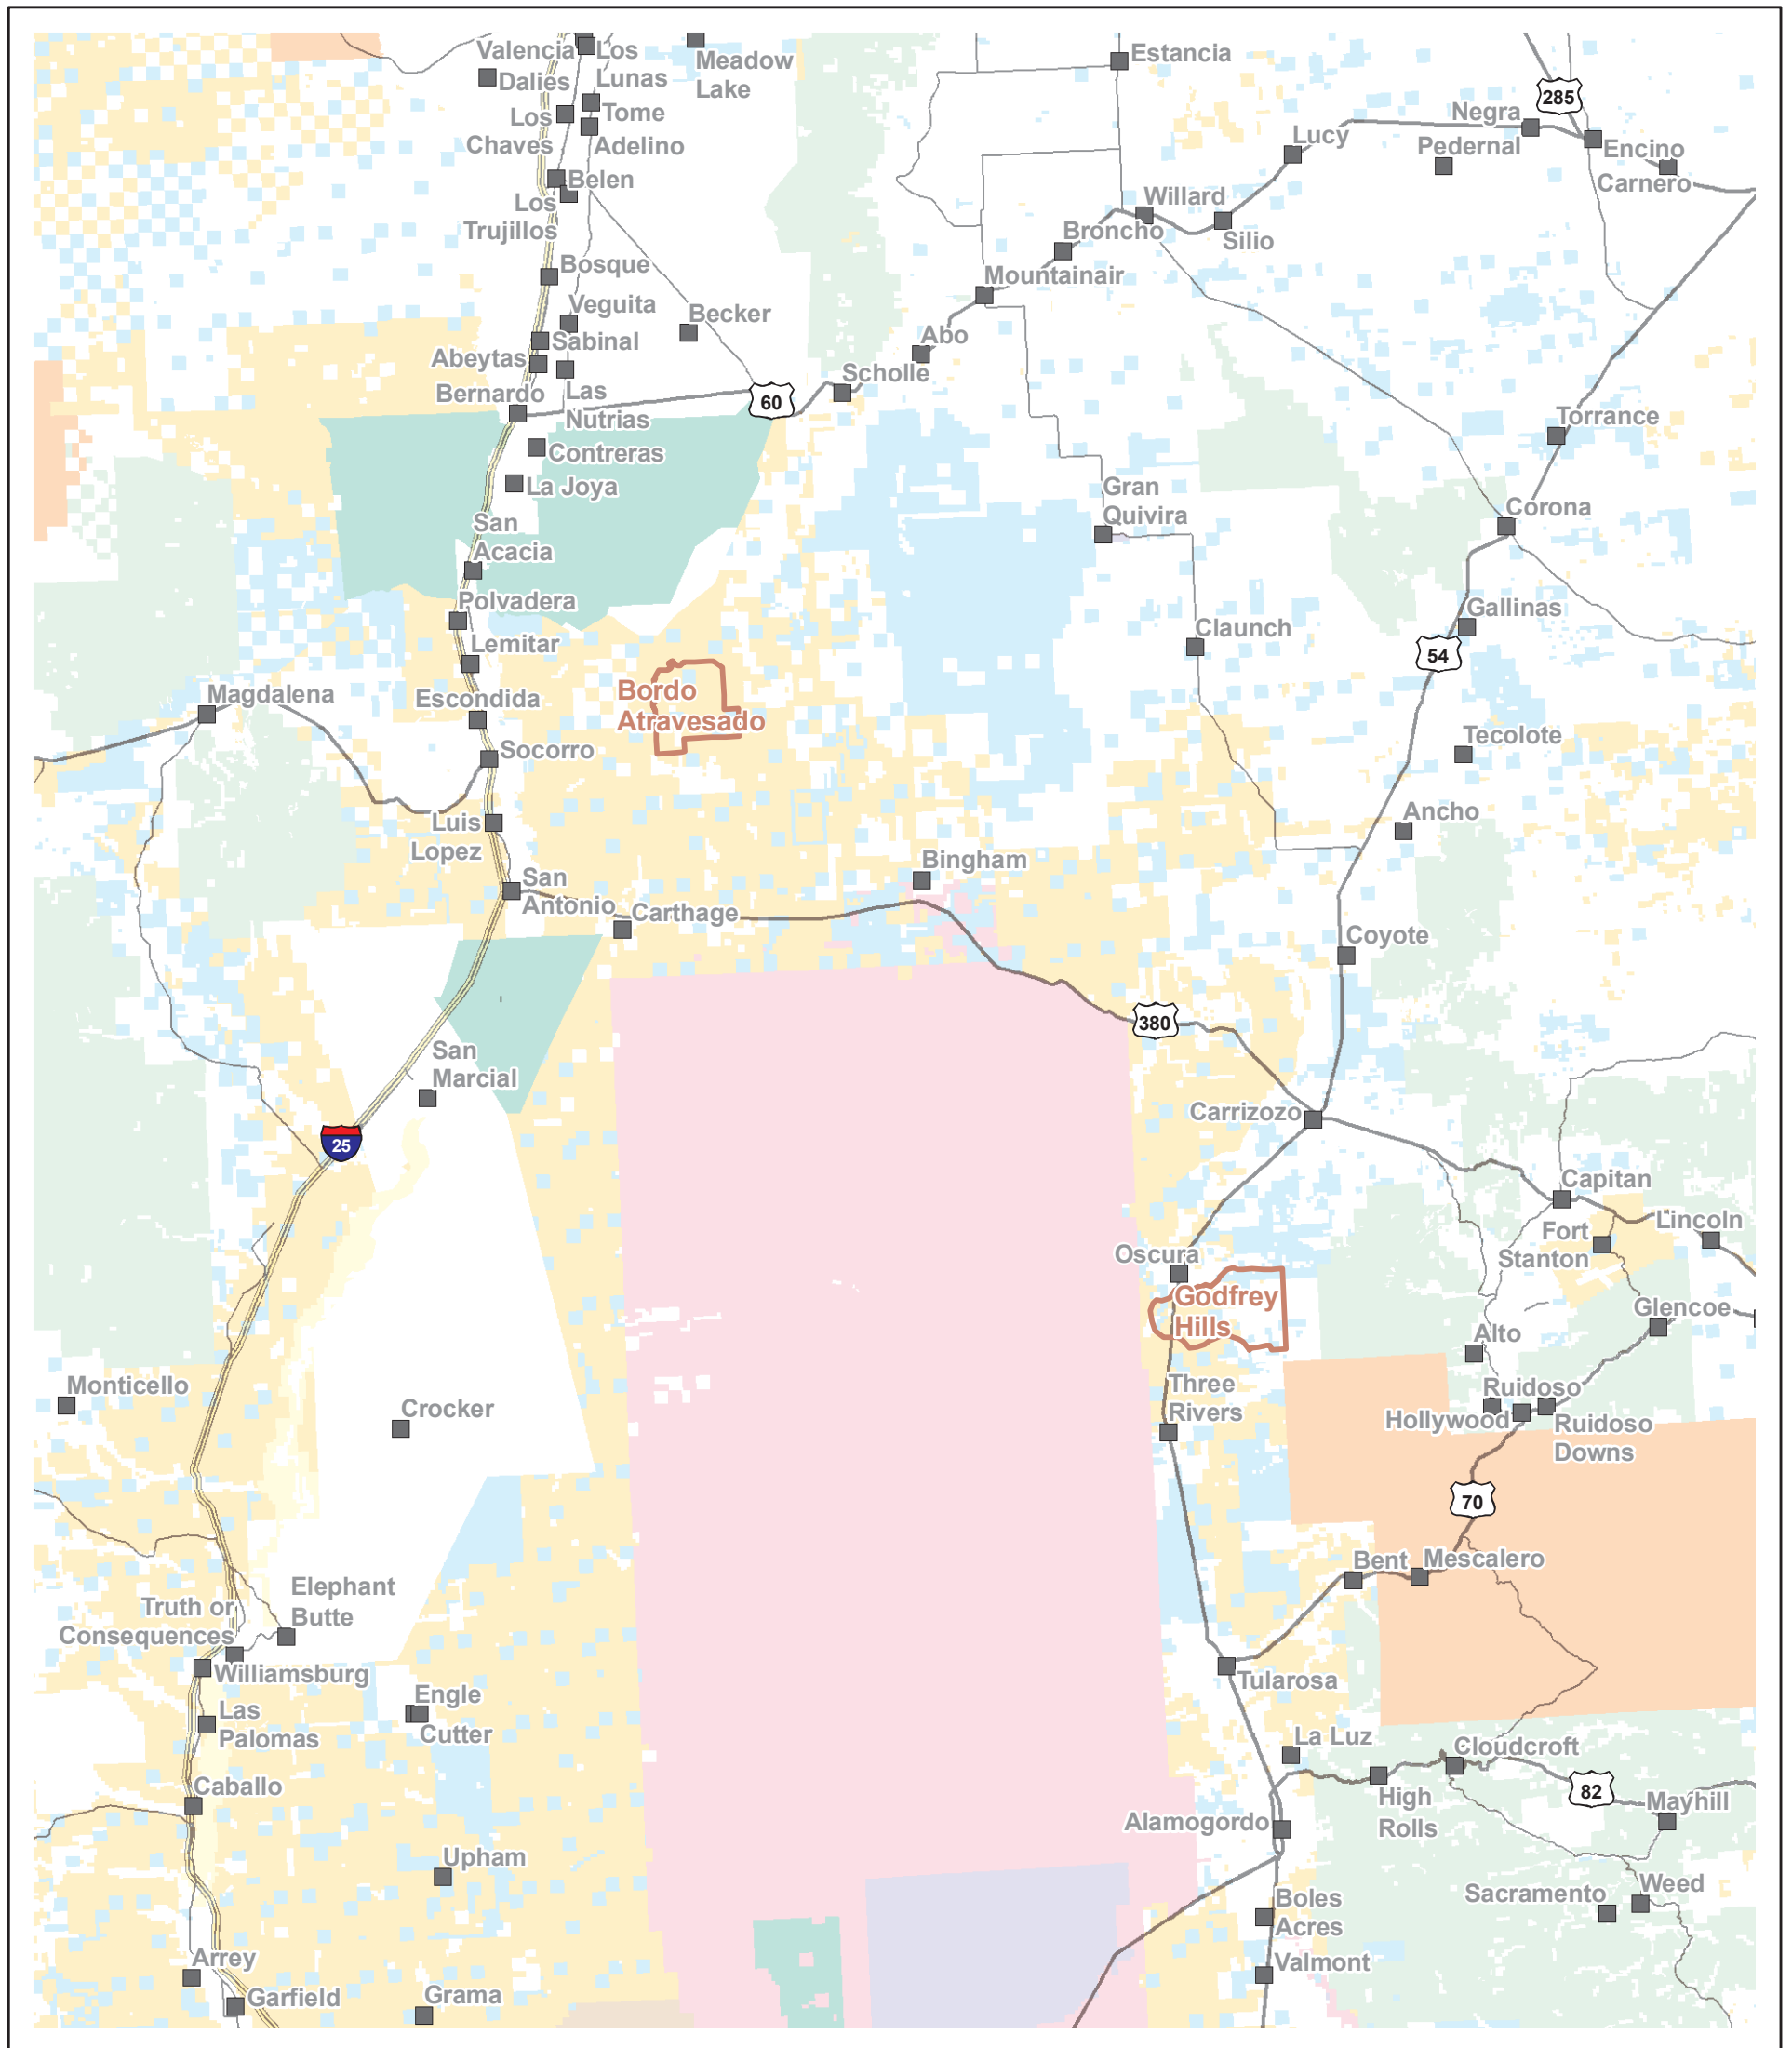 Valencia
Los
Lunas
Meadow
Lake
Estancia
Dalies
285
Los
Chaves
Tome
Adelino
Negra
Lucy
Pedernal
Encino
Carnero
Belen
Los
Trujillos
Willard
Broncho
Silio
Bosque
Mountainair
Veguita
Becker
Sabinal
Abo
Abeytas
Scholle
Bernardo
Las
Nutrias
60
Torrance
Contreras
La Joya
Gran
Quivira
Corona
San
Acacia
Polvadera
Gallinas
Claunch
Lemitar
54
Bordo
Atravesado
Magdalena
Escondida
Tecolote
Socorro
Ancho
Luis
Lopez
Bingham
San
Antonio
Carthage
Coyote
380
San
Marcial
Carrizozo
25
Capitan
Lincoln
Fort
Stanton
Oscura
Godfrey
Hills
Glencoe
Alto
Three
Rivers
Monticello
Ruidoso
Crocker
Hollywood
Ruidoso
Downs
70
Bent
Mescalero
Elephant
Butte
Truth or
Consequences
Williamsburg
Tularosa
Engle
Cutter
Las
Palomas
La Luz
Cloudcroft
Caballo
82
High
Rolls
Mayhill
Alamogordo
Upham
Weed
Sacramento
Boles
Acres
Arrey
Valmont
Garfield
Grama